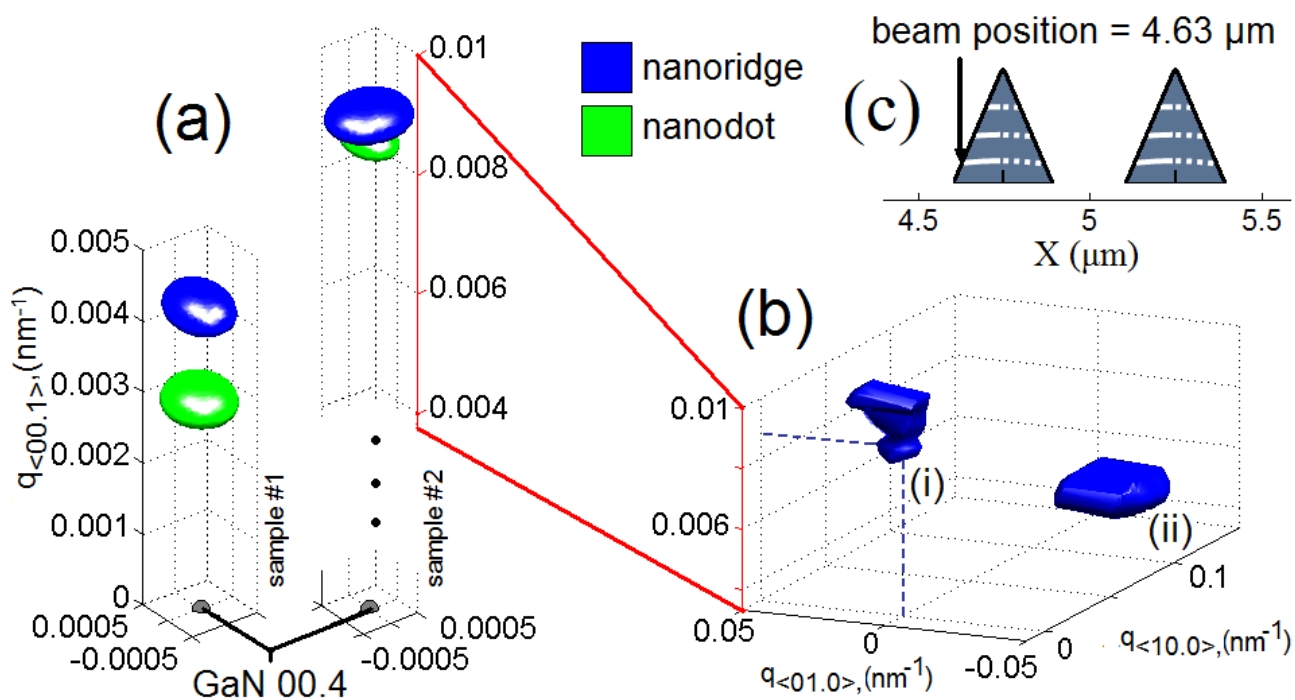 (a)
nanoridge
nanodot
beam position = 4.63 µm
(c)
4.5
5
5.5
X (µm)
0.01
0.008
0.006
0.004
q<00.1>,(nm⁻¹)
0.005
0.004
0.003
0.002
0.001
0
0.0005
-0.0005
sample #1
sample #2
0.0005
-0.0005
GaN 00.4
(b)
0.01
0.006
(i)
(ii)
0.05
0
-0.05
q<01.0>,(nm⁻¹)
0
0.1
q<10.0>,(nm⁻¹)